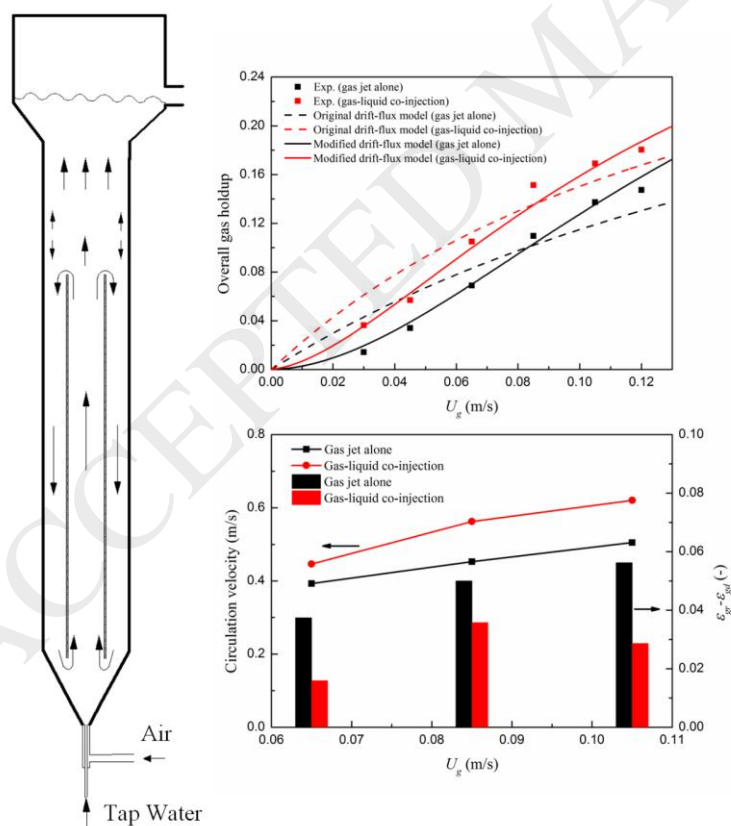 ACCEPTED MA
Air
Tap Water
Exp. (gas jet alone)
Exp. (gas-liquid co-injection)
Original drift-flux model (gas jet alone)
Original drift-flux model (gas-liquid co-injection)
Modified drift-flux model (gas jet alone)
Modified drift-flux model (gas-liquid co-injection)
Overall gas holdup
0.24
0.20
0.16
0.12
0.08
0.04
0.00
0.00 0.02 0.04 0.06 0.08 0.10 0.12
Ug (m/s)
Gas jet alone
Gas-liquid co-injection
Gas jet alone
Gas-liquid co-injection
Circulation velocity (m/s)
0.8
0.6
0.4
0.2
0.0
0.10
0.08
0.06
0.04
0.02
0.00
εgr-εgd (-)
0.06 0.07 0.08 0.09 0.10 0.11
Ug (m/s)